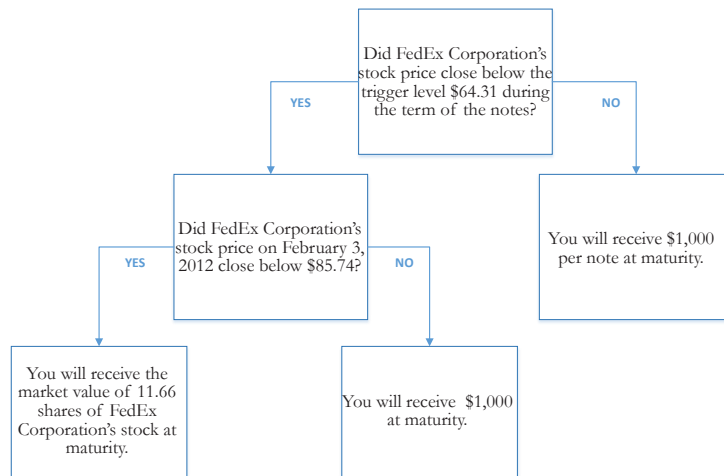 Did FedEx Corporation's
stock price close below the
trigger level $64.31 during
the term of the notes?
YES
NO
Did FedEx Corporation's
stock price on February 3,
2012 close below $85.74?
You will receive $1,000
per note at maturity.
YES
NO
You will receive the
market value of 11.66
shares of FedEx
Corporation's stock at
maturity.
You will receive $1,000
at maturity.